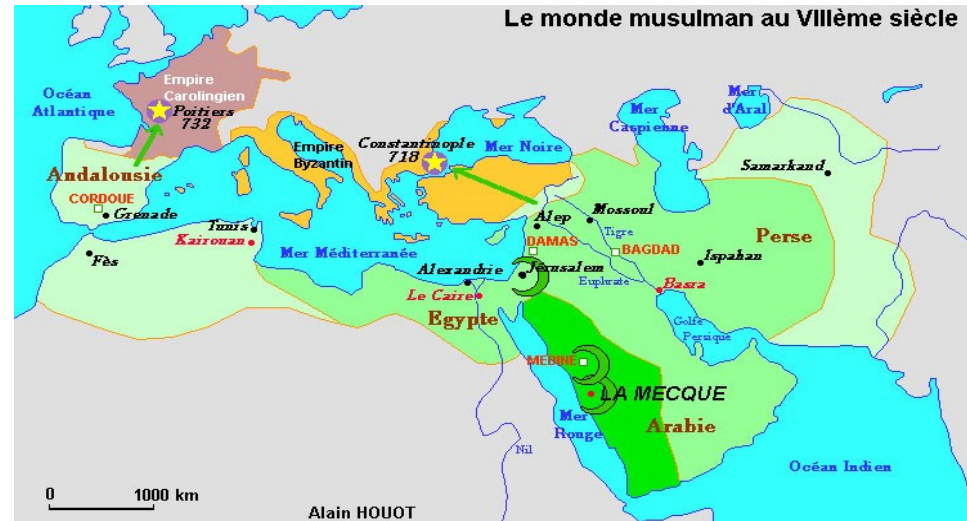 Le monde musulman au VIIIème siècle
Océan
Atlantique
Empire
Carolingien
Poitiers
732
Mer
d'Aral
Mer
Caspienne
Constantinople
718
Mer Noire
Empire
Byzantin
Samarkand
Andalousie
CORDOUE
Grenade
Tunis
Kairouan
Fès
Mer Méditerranée
Alep
Mossoul
Tigre
DAMAS
BAGDAD
Perse
Ispahan
Alexandrie
Jérusalem
Euphrate
Basra
Le Caire
Egypte
Golfe
Persique
MEDINE
LA MECQUE
Mer
Rouge
Arabie
Nil
Océan Indien
0
1000 km
Alain HOUOT